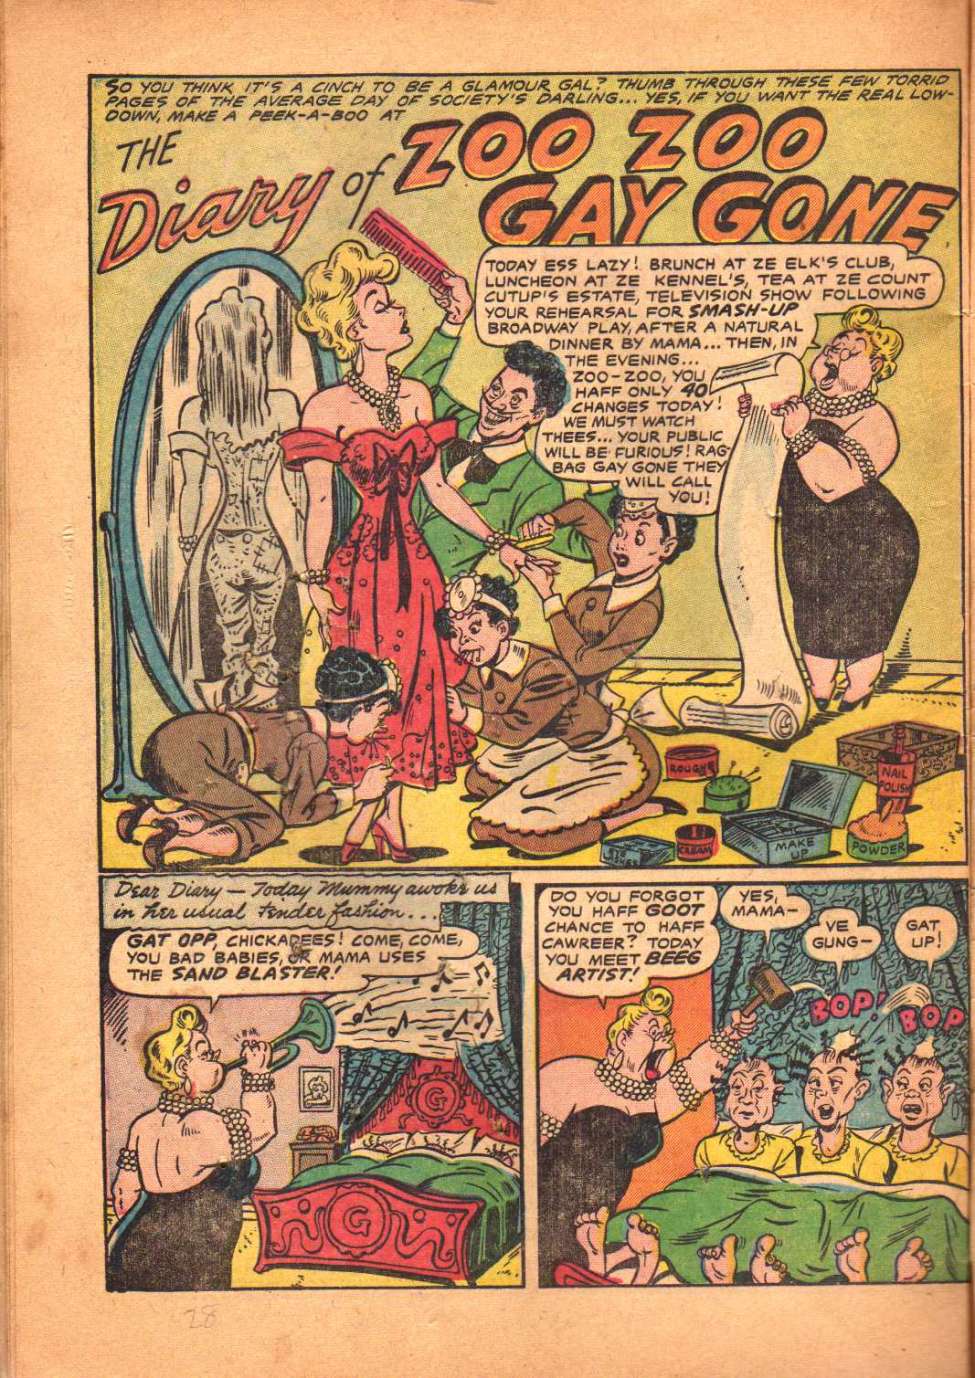 SO YOU THINK IT'S A CINCH TO BE A GLAMOUR GAL? THUMB THROUGH THESE FEW TORRID
PAGES OF THE AVERAGE DAY OF SOCIETY'S DARLING... YES, IF YOU WANT THE REAL LOW-
DOWN, MAKE A PEEK-A-BOO AT
THE
Diary of ZOO ZOO
GAY GONE
TODAY ESS LAZY! BRUNCH AT ZE ELK'S CLUB,
LUNCHEON AT ZE KENNEL'S, TEA AT ZE COUNT
CUTUP'S ESTATE, TELEVISION SHOW FOLLOWING
YOUR REHEARSAL FOR SMASH-UP
BROADWAY PLAY, AFTER A NATURAL
DINNER BY MAMA... THEN, IN
THE EVENING...
ZOO-ZOO, YOU
HAFF ONLY 40
CHANGES TODAY!
WE MUST WATCH
THEES... YOUR PUBLIC
WILL BE FURIOUS! RAG-
BAG GAY GONE THEY
WILL CALL
YOU!
ROUGHE
NAIL
POLISH
CREAM
MAKE
UP
POWDER
Dear Diary — Today Mummy awoke us
in her usual tender fashion...
GAT OPP, CHICKADEES! COME, COME,
YOU BAD BABIES, OR MAMA USES
THE SAND BLASTER!
G
G
DO YOU FORGOT
YOU HAFF GOOT
CHANCE TO HAFF
CAWREER? TODAY
YOU MEET BEEG
ARTIST!
YES,
MAMA-
VE
GUNG-
GAT
UP!
BOP!
BOP
28